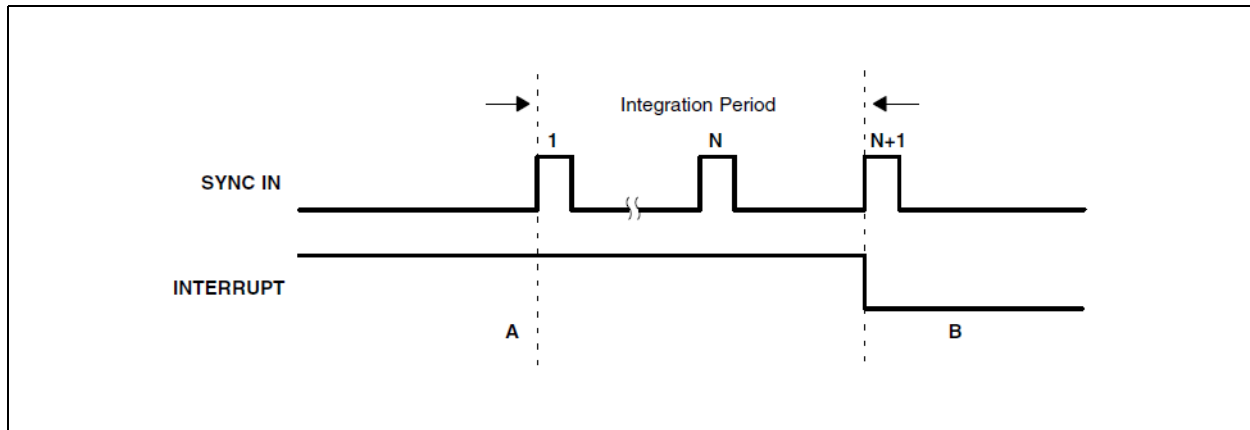 Integration Period
1
N
N+1
SYNC IN
INTERRUPT
A
B